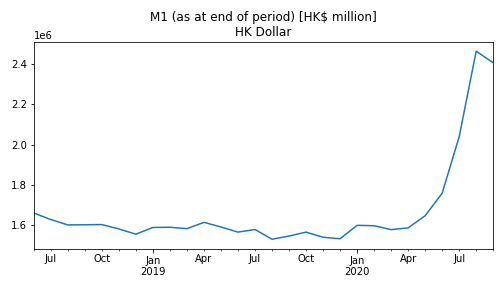 M1 (as at end of period) [HK$ million]
HK Dollar
1e6
2.4
2.2
2.0
1.8
1.6
Jul Oct Jan Apr Jul Oct Jan Apr Jul
2019 2020